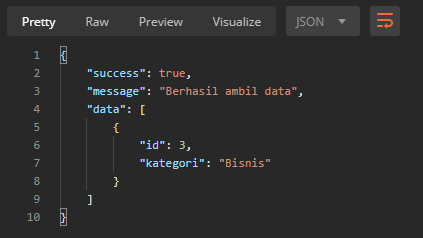 Pretty Raw Preview Visualize JSON
1 {
2 "success": true,
3 "message": "Berhasil ambil data",
4 "data": [
5 {
6 "id": 3,
7 "kategori": "Bisnis"
8 }
9 ]
10 }